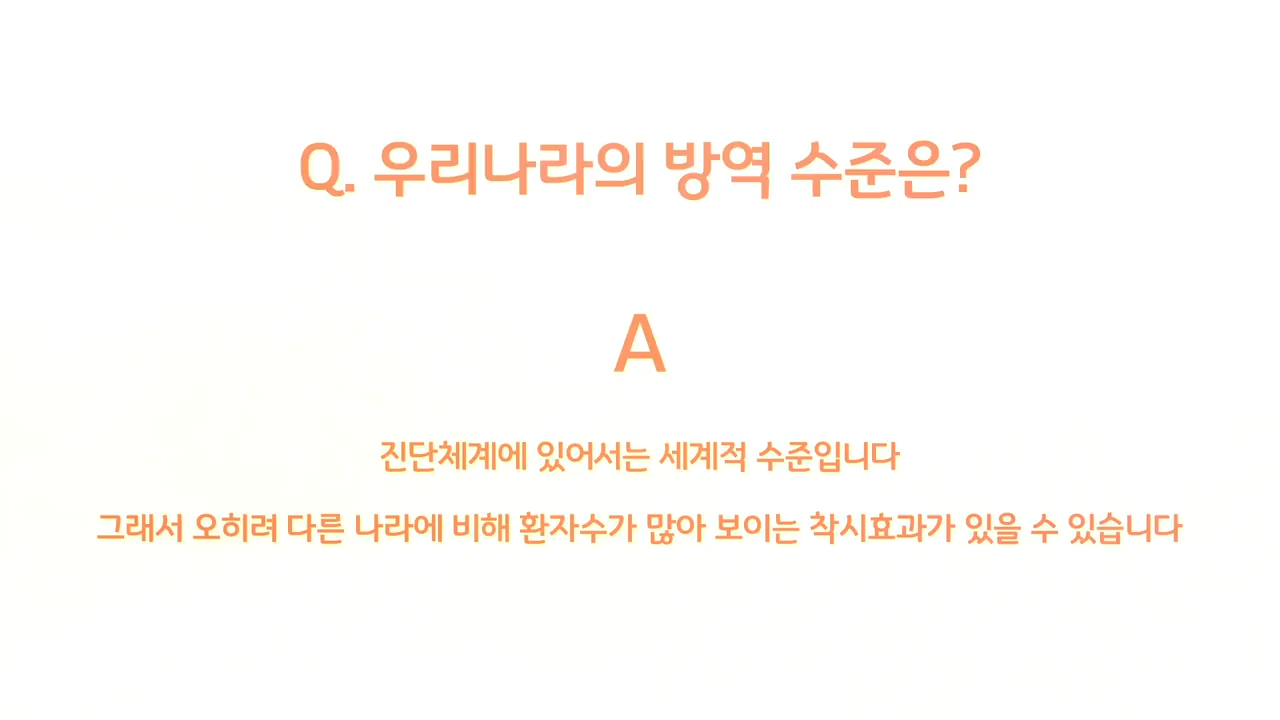 Q. 우리나라의 방역 수준은?
A
진단체계에 있어서는 세계적 수준입니다
그래서 오히려 다른 나라에 비해 환자수가 많아 보이는 착시효과가 있을 수 있습니다